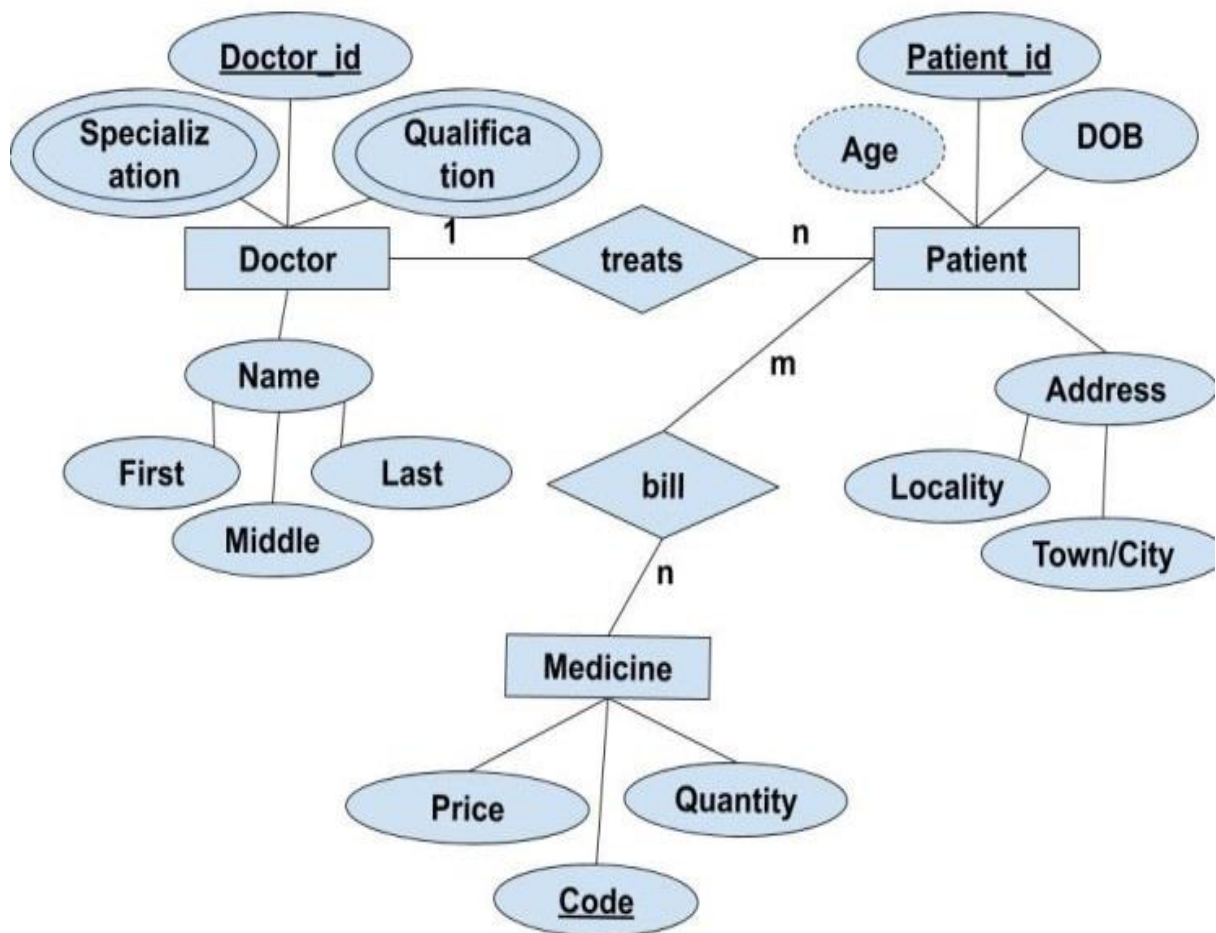 Doctor_id
Patient_id
Specializ
ation
Qualifica
tion
Age
DOB
Doctor
1
treats
n
Patient
Name
m
Address
First
Last
bill
Locality
Middle
Town/City
n
Medicine
Price
Quantity
Code